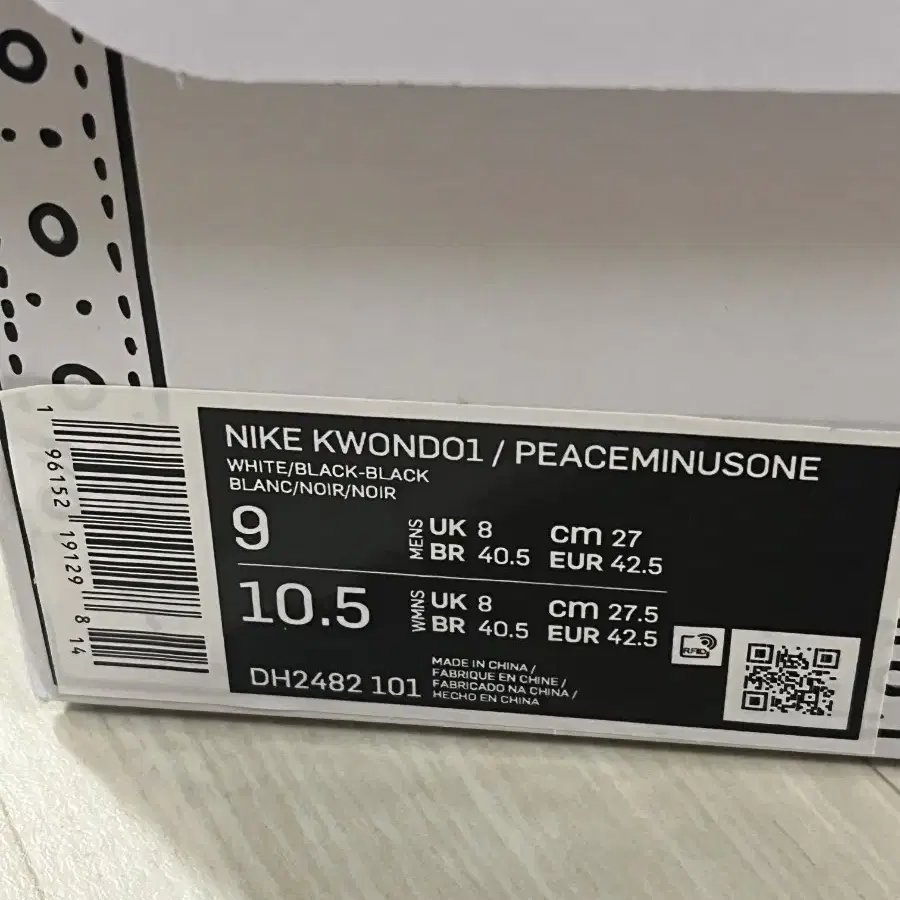 NIKE KWONDO1 / PEACEMINUSONE
WHITE/BLACK-BLACK
BLANC/NOIR/NOIR
9 MENS UK 8 cm 27
BR 40.5 EUR 42.5
10.5 WMNS UK 8 cm 27.5
BR 40.5 EUR 42.5
DH2482 101
MADE IN CHINA /
FABRIQUE EN CHINE /
FABRICADO NA CHINA /
HECHO EN CHINA
RFID
1 96152 19129 8 14